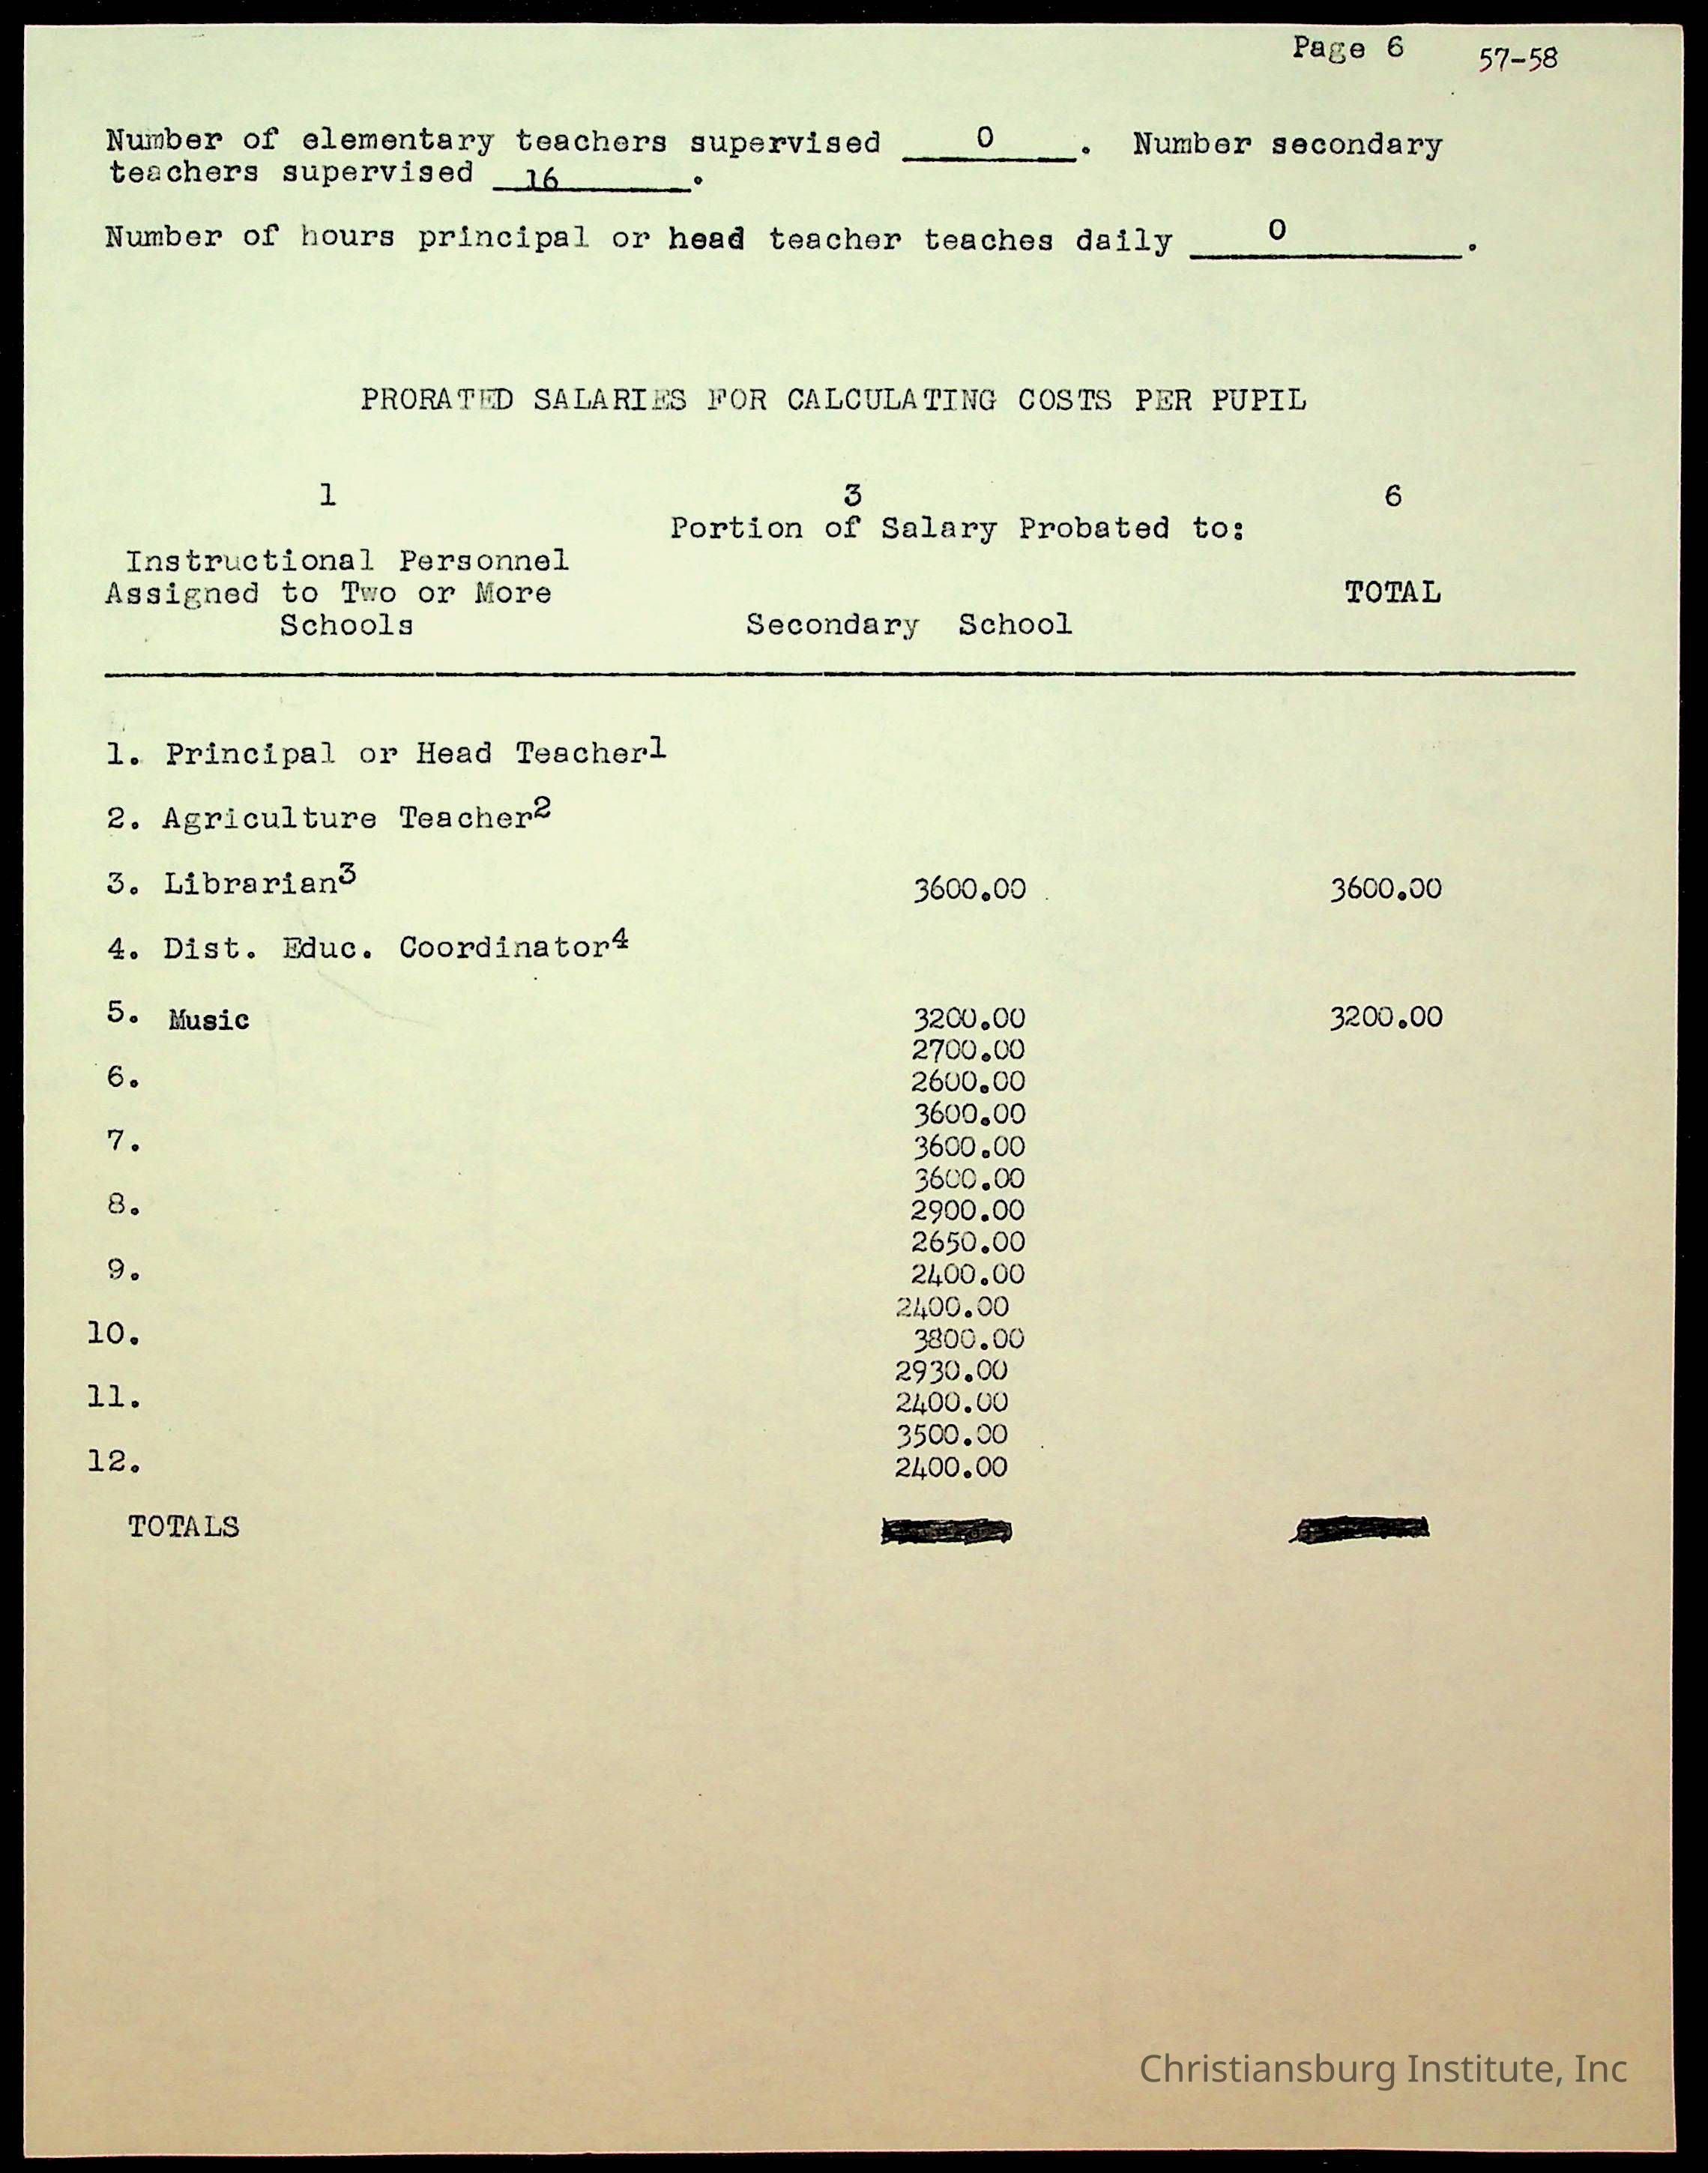 Page 6 57-58
Number of elementary teachers supervised 0 . Number secondary
teachers supervised 16 .
Number of hours principal or head teacher teaches daily 0 .
PRORATED SALARIES FOR CALCULATING COSTS PER PUPIL
1 3 6
Portion of Salary Probated to:
Instructional Personnel
Assigned to Two or More TOTAL
Schools Secondary School
1. Principal or Head Teacher1
2. Agriculture Teacher2
3. Librarian3 3600.00 3600.00
4. Dist. Educ. Coordinator4
5. Music 3200.00 3200.00
2700.00
6. 2600.00
3600.00
7. 3600.00
3600.00
8. 2900.00
2650.00
9. 2400.00
2400.00
10. 3800.00
2930.00
11. 2400.00
3500.00
12. 2400.00
TOTALS
Christiansburg Institute, Inc